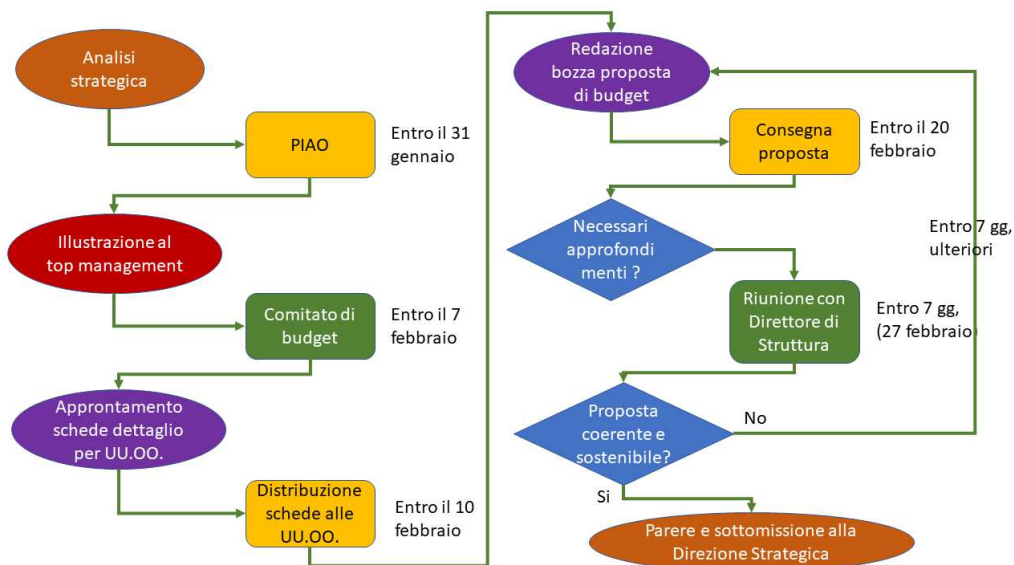 Analisi
strategica
PIAO
Entro il 31
gennaio
Illustrazione al
top management
Comitato di
budget
Entro il 7
febbraio
Approntamento
schede dettaglio
per UU.OO.
Distribuzione
schede alle
UU.OO.
Entro il 10
febbraio
Redazione
bozza proposta
di budget
Consegna
proposta
Entro il 20
febbraio
Necessari
approfondi
menti ?
Entro 7 gg,
ulteriori
Riunione con
Direttore di
Struttura
Entro 7 gg,
(27 febbraio)
Proposta
coerente e
sostenibile?
No
Si
Parere e sottomissione alla
Direzione Strategica